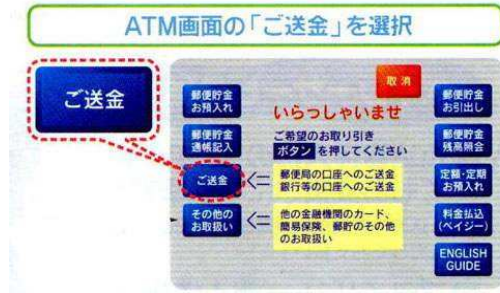 ATM画面の「ご送金」を選択
ご送金
取消
郵便貯金
お預入れ
郵便貯金
通帳記入
ご送金
その他の
お取扱い
いらっしゃいませ
ご希望のお取り引き
ボタン を押してください
郵便局の口座へのご送金
銀行等の口座へのご送金
他の金融機関のカード、
簡易保険、郵貯のその他
のお取扱い
郵便貯金
お引出し
郵便貯金
残高照会
定額・定期
お預入れ
料金払込
(ペイジー)
ENGLISH
GUIDE